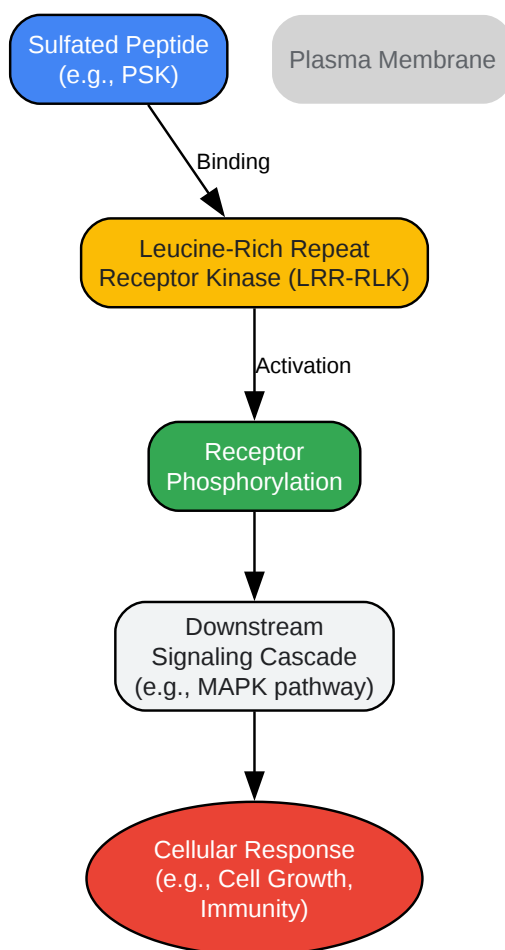 Sulfated Peptide
(e.g., PSK)
Plasma Membrane
Binding
Leucine-Rich Repeat
Receptor Kinase (LRR-RLK)
Activation
Receptor
Phosphorylation
Downstream
Signaling Cascade
(e.g., MAPK pathway)
Cellular Response
(e.g., Cell Growth,
Immunity)